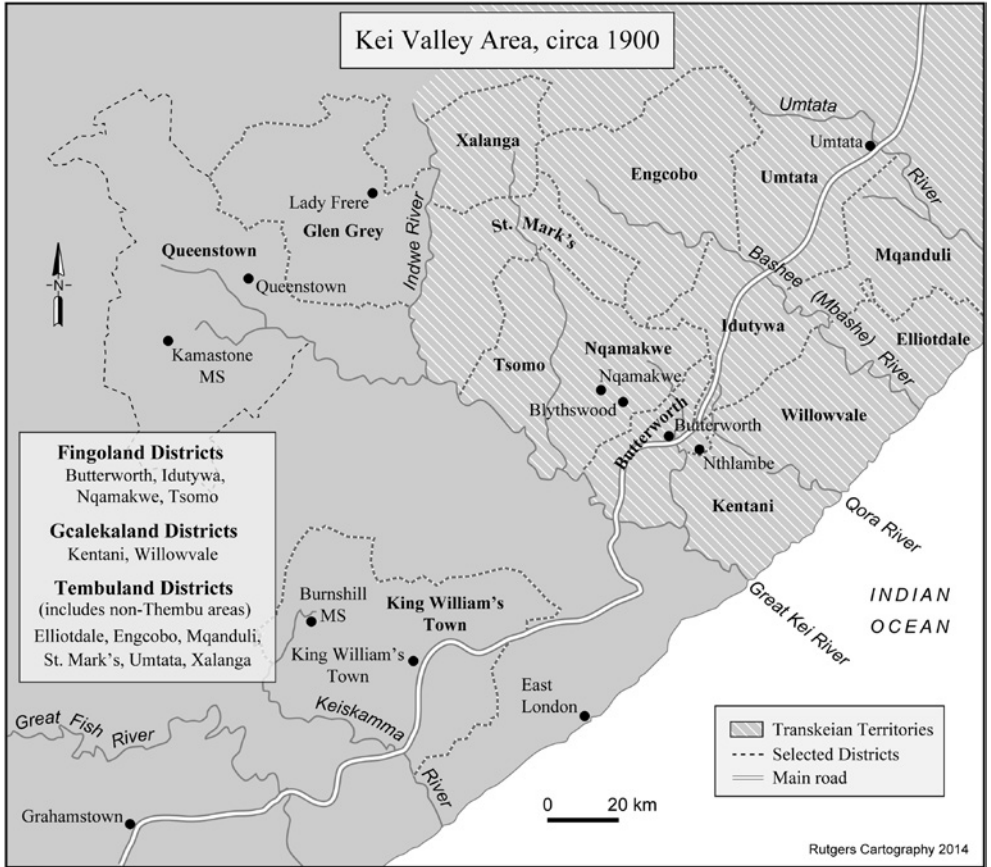 Kei Valley Area, circa 1900
Umtata
Xalanga
Umtata
Engcobo
Umtata
River
Lady Frere
Glen Grey
Indwe River
St. Mark's
Queenstown
Bashee (Mbashe) River
Mqanduli
N
Queenstown
Idutywa
Elliotdale
Kamastone
MS
Nqamakwe
Tsomo
Nqamakwe
Blythswood
Willowvale
Butterworth
Butterworth
Nthlambe
Kentani
Qora River
Fingoland Districts
Butterworth, Idutywa,
Nqamakwe, Tsomo
Gcalekaland Districts
Kentani, Willowvale
Tembuland Districts
(includes non-Thembu areas)
Elliotdale, Engcobo, Mqanduli,
St. Mark's, Umtata, Xalanga
Great Kei River
INDIAN
OCEAN
Burnshill
MS
King William's
Town
King William's
Town
East
London
Keiskamma
River
Great Fish
River
Grahamstown
Transkeian Territories
Selected Districts
Main road
0 20 km
Rutgers Cartography 2014